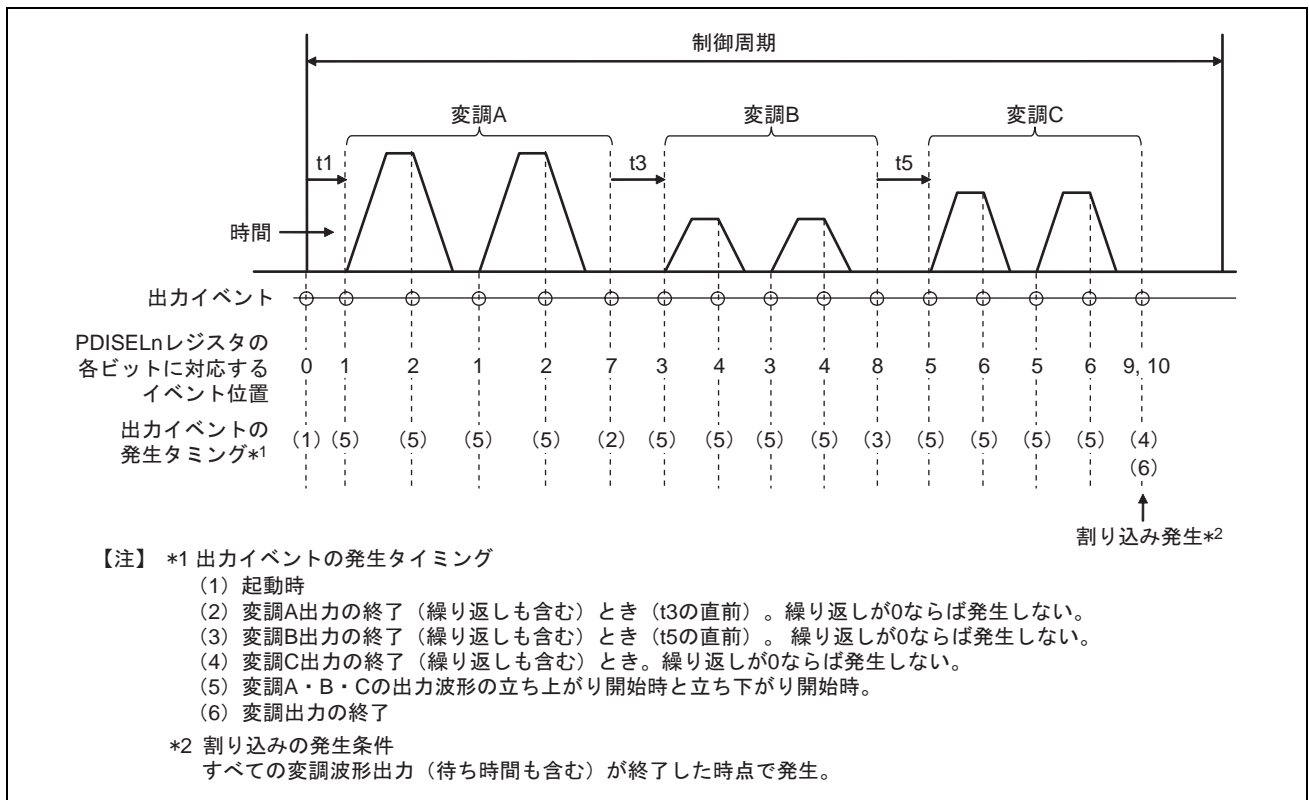 制御周期
変調A
変調B
変調C
t1
t3
t5
時間
出力イベント
PDISELnレジスタの
各ビットに対応する
イベント位置
0 1 2 1 2 7 3 4 3 4 8 5 6 5 6 9, 10
出力イベントの
発生タミング*1
(1) (5) (5) (5) (5) (2) (5) (5) (5) (5) (3) (5) (5) (5) (5) (4)
(6)
割り込み発生*2
【注】 *1 出力イベントの発生タイミング
(1) 起動時
(2) 変調A出力の終了(繰り返しも含む)とき(t3の直前)。繰り返しが0ならば発生しない。
(3) 変調B出力の終了(繰り返しも含む)とき(t5の直前)。 繰り返しが0ならば発生しない。
(4) 変調C出力の終了(繰り返しも含む)とき。繰り返しが0ならば発生しない。
(5) 変調A・B・Cの出力波形の立ち上がり開始時と立ち下がり開始時。
(6) 変調出力の終了
*2 割り込みの発生条件
すべての変調波形出力(待ち時間も含む)が終了した時点で発生。